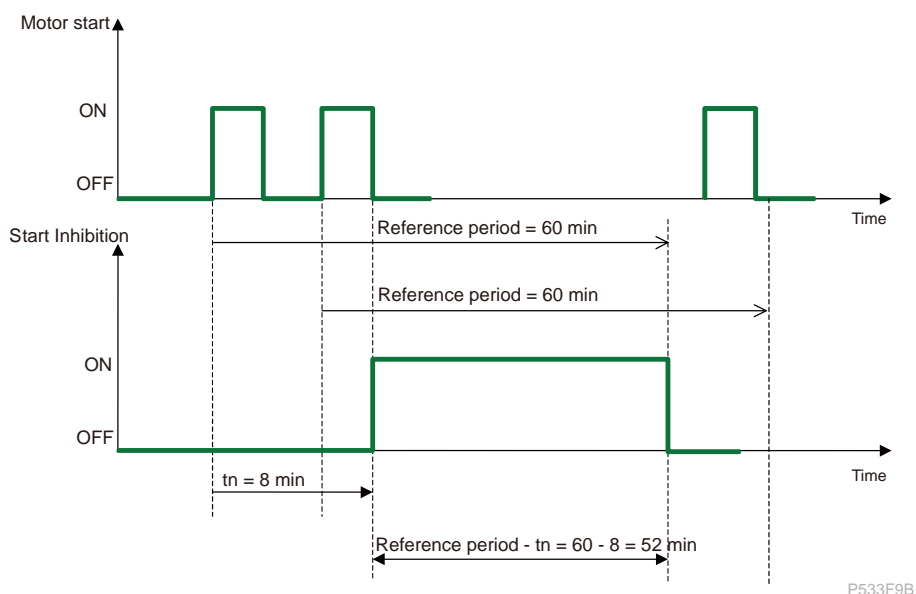 Motor start
ON
OFF
Time
Reference period = 60 min
Start Inhibition
Reference period = 60 min
ON
OFF
Time
tn = 8 min
Reference period - tn = 60 - 8 = 52 min
P533F9B